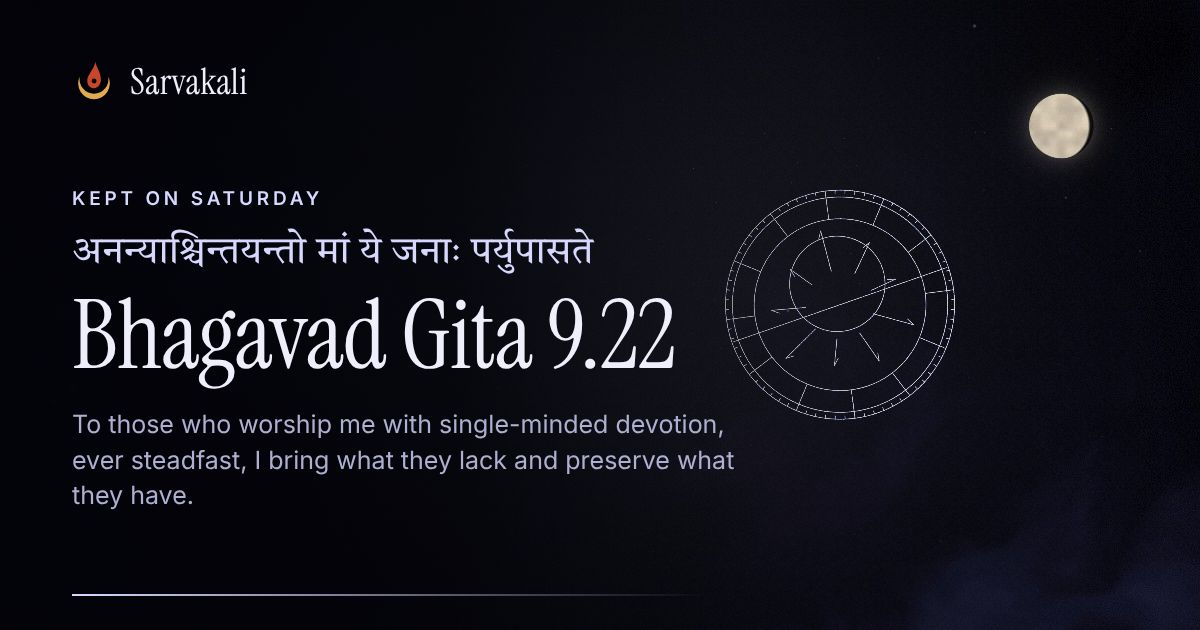 Sarvakali
KEPT ON SATURDAY
अनन्याश्चिन्तयन्तो मां ये जनाः पर्युपासते
Bhagavad Gita 9.22
To those who worship me with single-minded devotion,
ever steadfast, I bring what they lack and preserve what
they have.